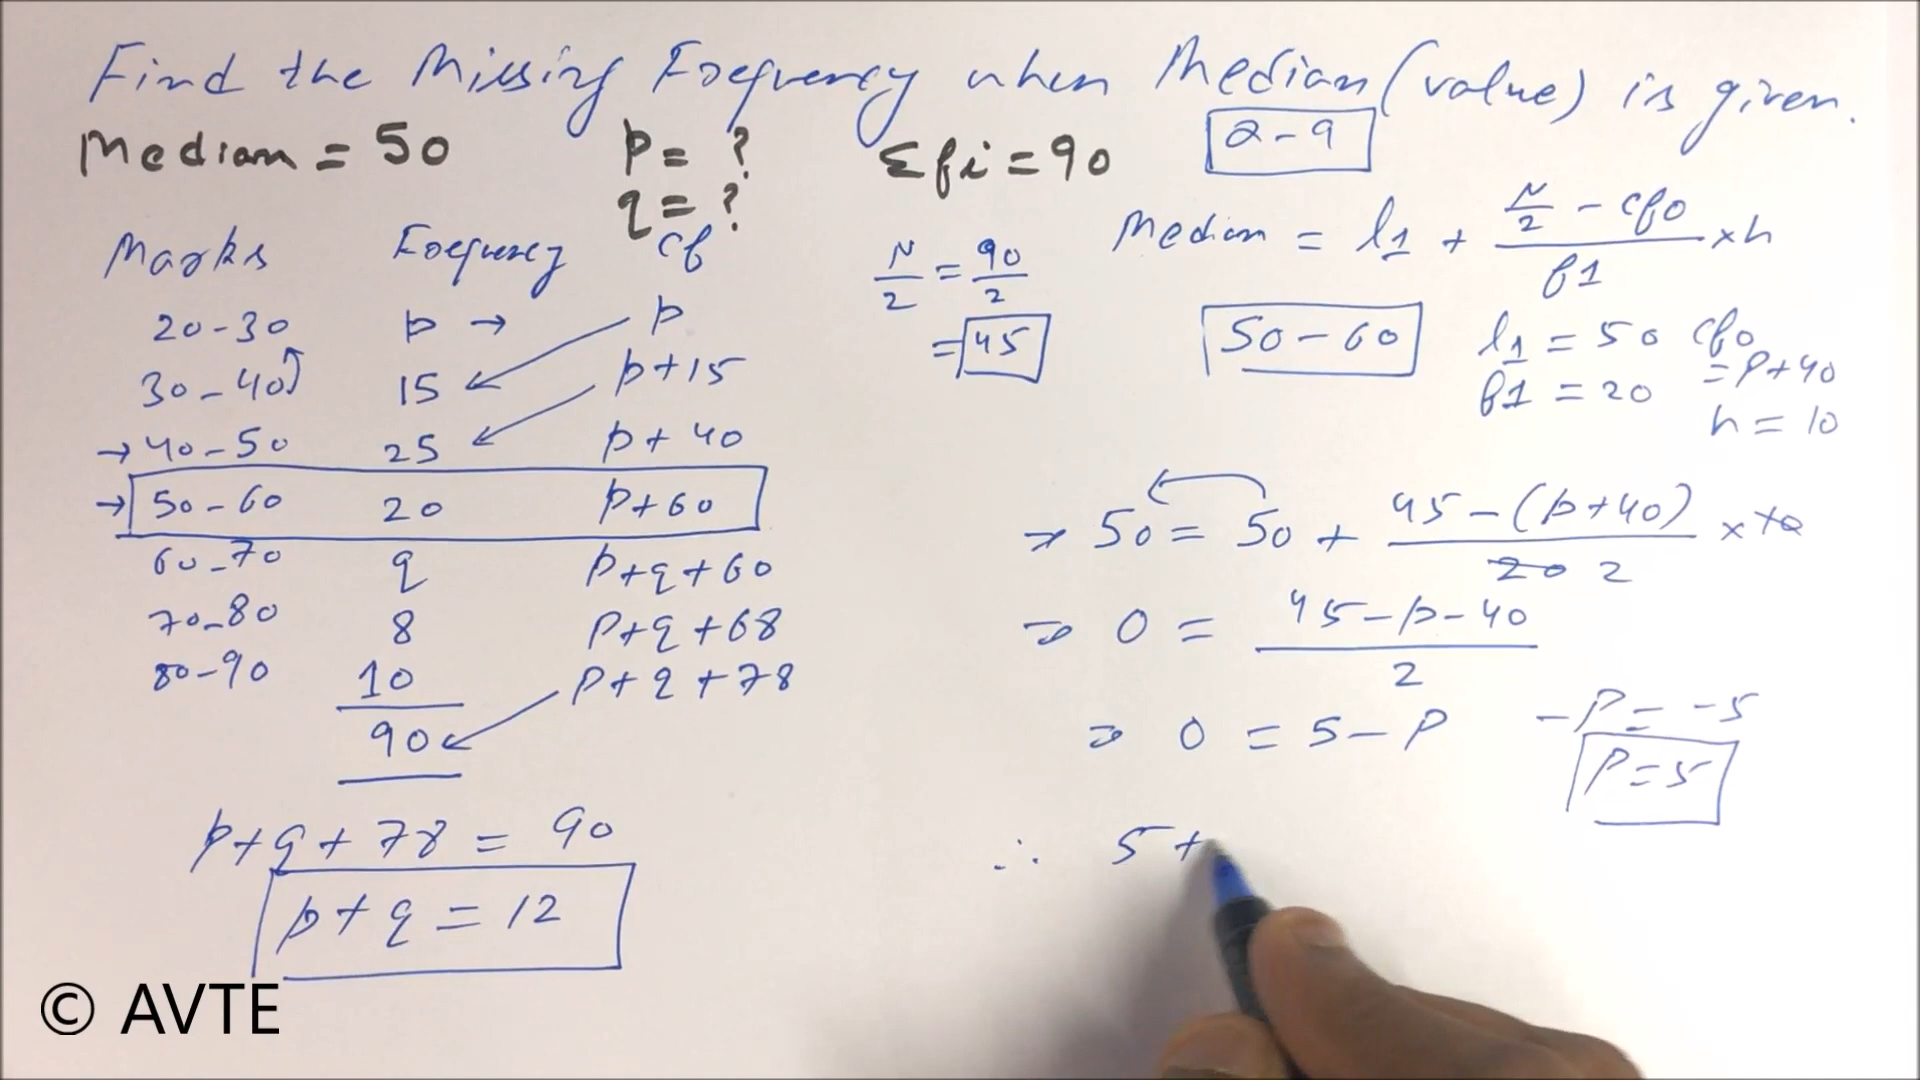 Find the Missing Frequency when Median (value) is given.
Median = 50 p = ? Σfi = 90 2-9
q = ?
Marks Frequency cf
20-30 p → p
30-40 15 p+15
→ 40-50 25 p+40
→ 50-60 20 p+60
60-70 q p+q+60
70-80 8 p+q+68
80-90 10 p+q+78
90
p+q+78 = 90
p+q = 12
N/2 = 90/2
= 45
Median = l1 + (N/2 - cf0)/f1 × h
50-60
l1 = 50 cf0
f1 = 20 = p+40
h = 10
⇒ 50 = 50 + (45-(p+40))/20 2 × 10
⇒ 0 = (45-p-40)/2
⇒ 0 = 5-p -p = -5
p = 5
∴ 5+
© AVTE